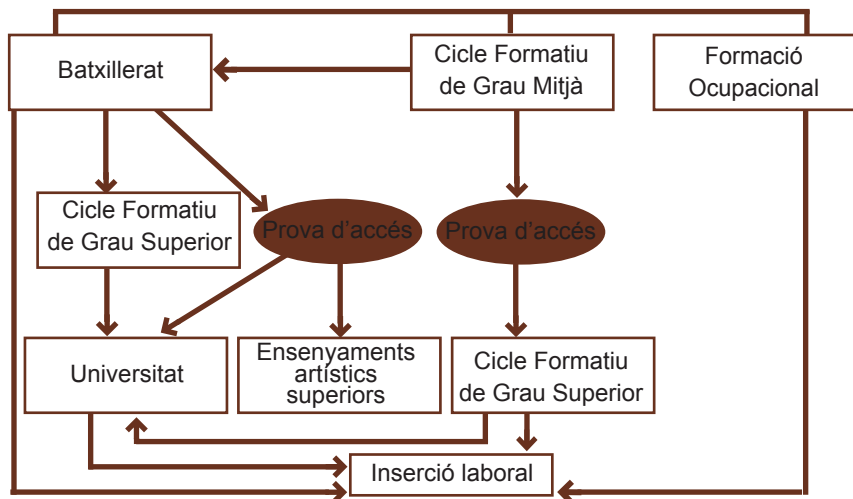 Batxillerat
Cicle Formatiu
de Grau Mitjà
Formació
Ocupacional
Cicle Formatiu
de Grau Superior
Prova d'accés
Prova d'accés
Universitat
Ensenyaments
artístics
superiors
Cicle Formatiu
de Grau Superior
Inserció laboral